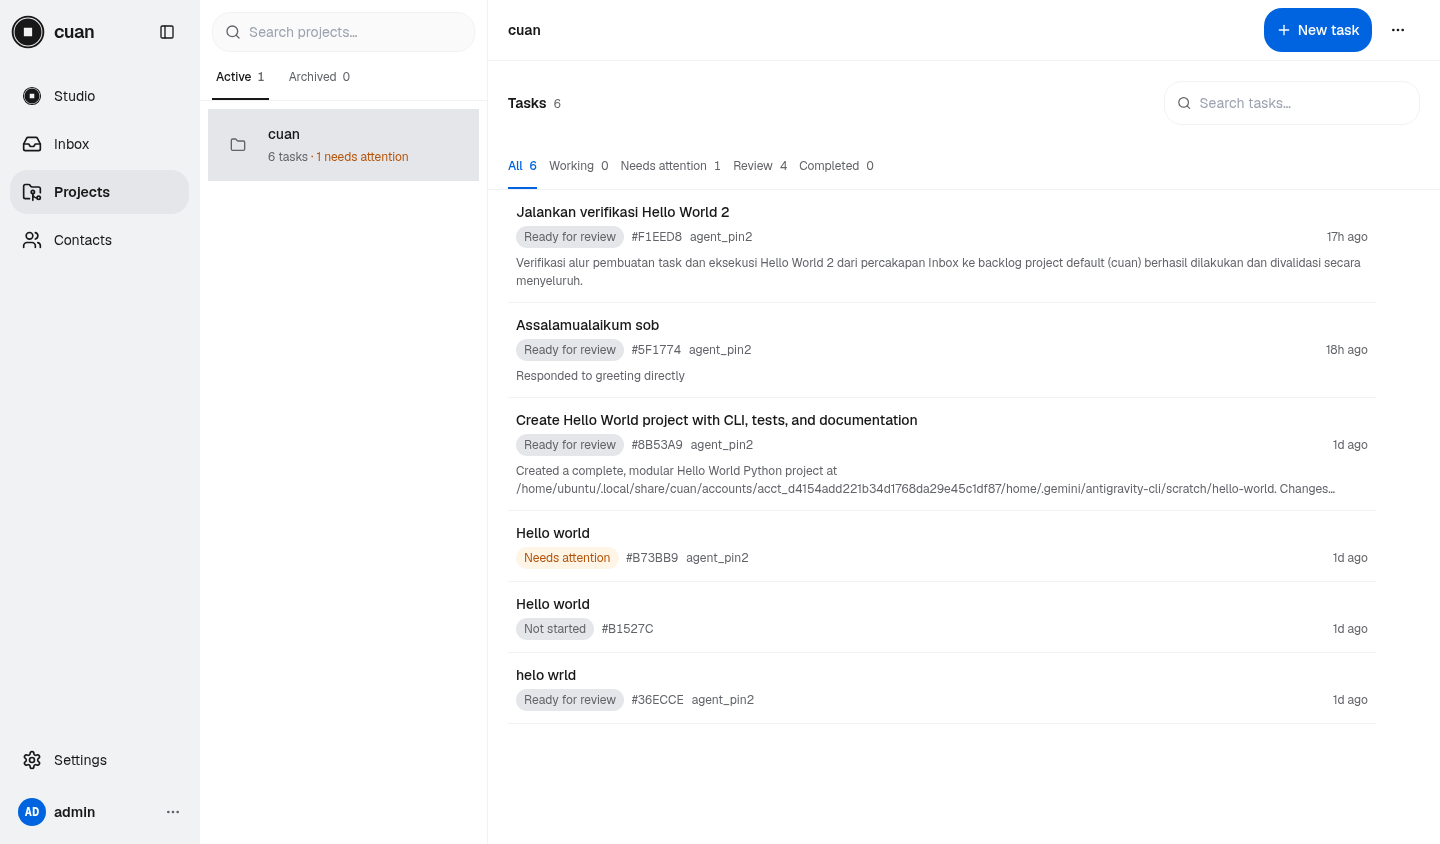 cuan
Studio
Inbox
Projects
Contacts
Settings
AD admin
Search projects...
Active 1 Archived 0
cuan
6 tasks · 1 needs attention
cuan
New task
Tasks 6
Search tasks...
All 6 Working 0 Needs attention 1 Review 4 Completed 0
Jalankan verifikasi Hello World 2
Ready for review #F1EED8 agent_pin2 17h ago
Verifikasi alur pembuatan task dan eksekusi Hello World 2 dari percakapan Inbox ke backlog project default (cuan) berhasil dilakukan dan divalidasi secara
menyeluruh.
Assalamualaikum sob
Ready for review #5F1774 agent_pin2 18h ago
Responded to greeting directly
Create Hello World project with CLI, tests, and documentation
Ready for review #8B53A9 agent_pin2 1d ago
Created a complete, modular Hello World Python project at
/home/ubuntu/.local/share/cuan/accounts/acct_d4154add221b34d1768da29e45c1df87/home/.gemini/antigravity-cli/scratch/hello-world. Changes...
Hello world
Needs attention #B73BB9 agent_pin2 1d ago
Hello world
Not started #B1527C 1d ago
helo wrld
Ready for review #36ECCE agent_pin2 1d ago